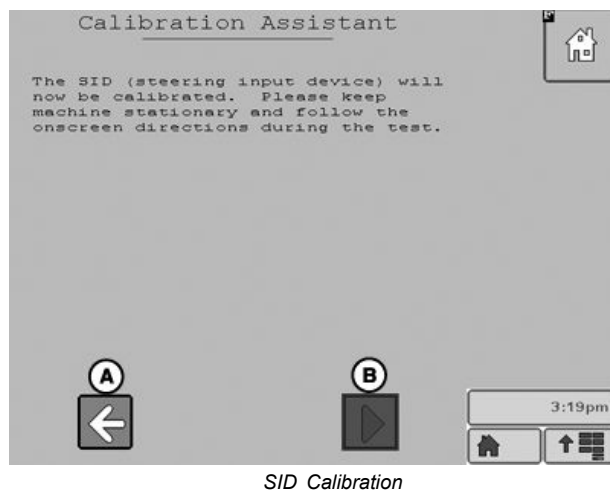 Calibration Assistant
The SID (steering input device) will
now be calibrated. Please keep
machine stationary and follow the
onscreen directions during the test.
A
B
3:19pm
SID Calibration